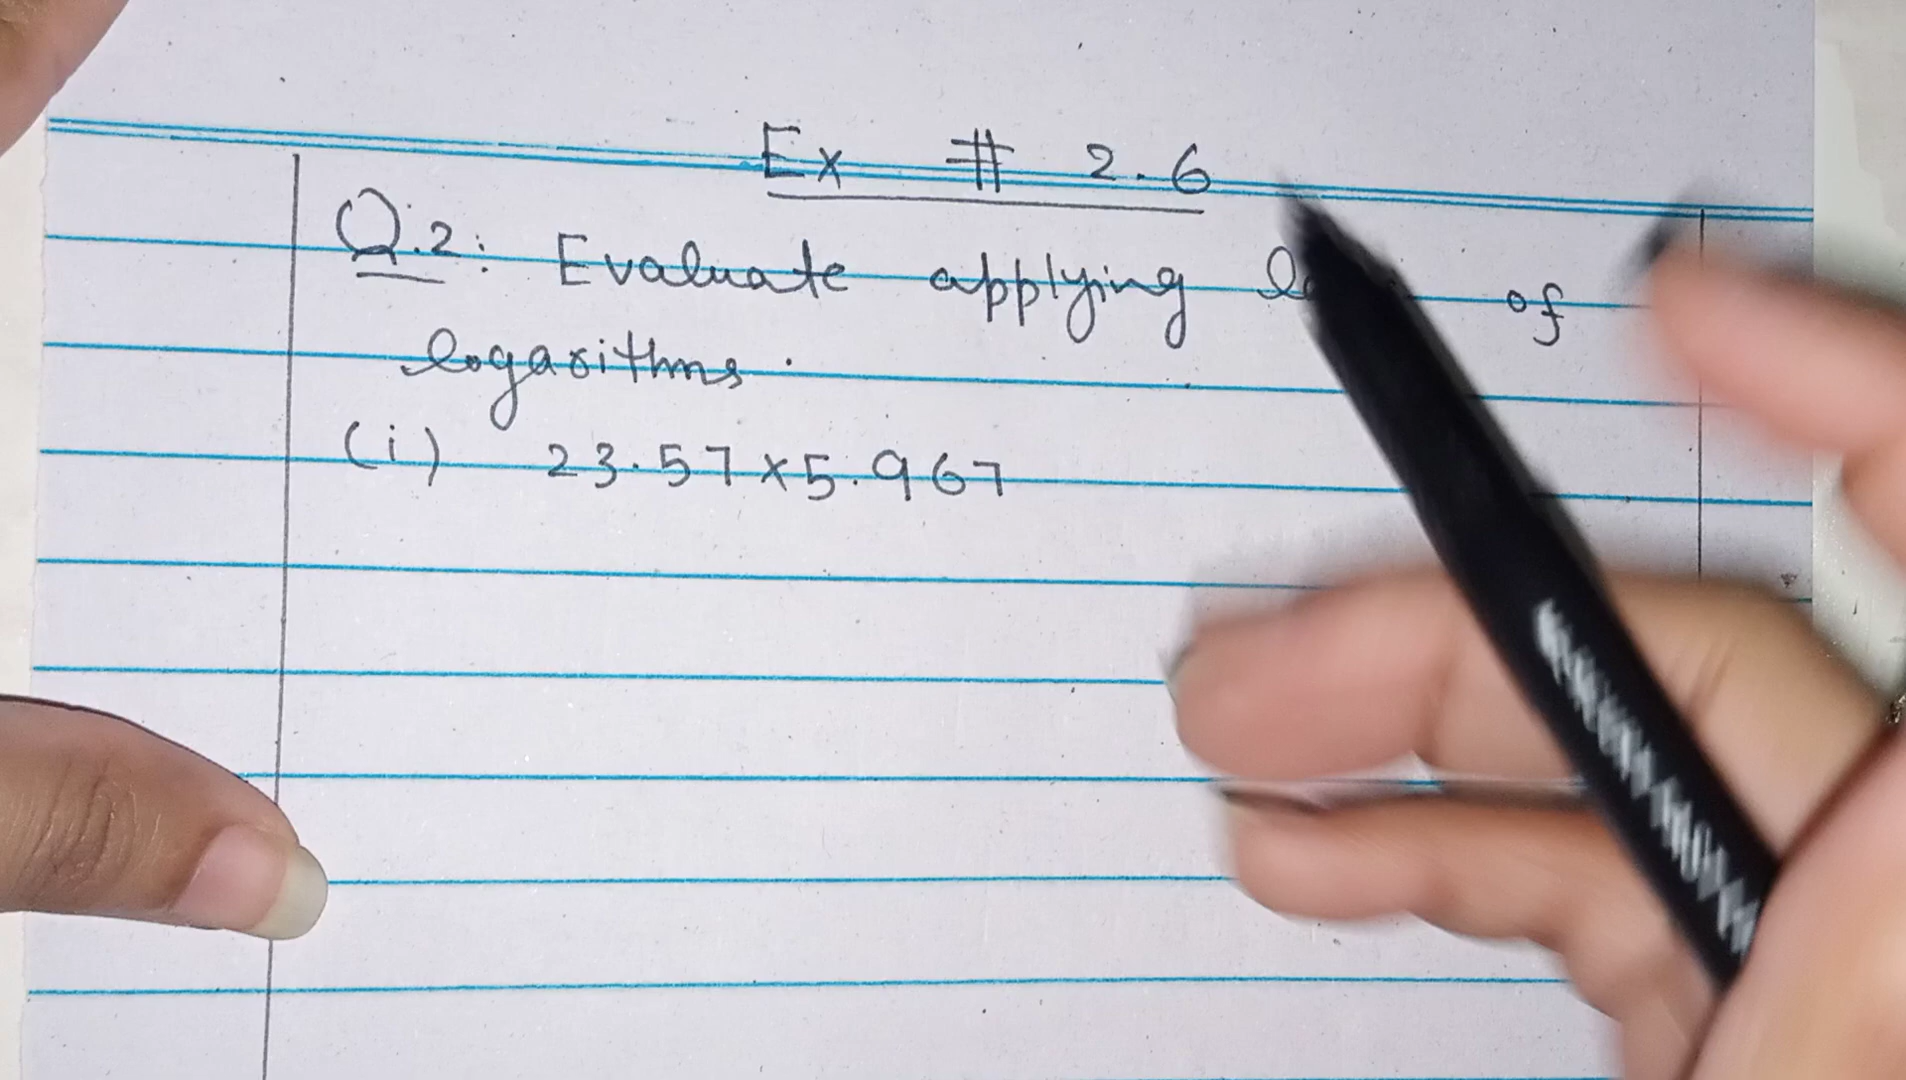 Ex # 2.6
Q.2: Evaluate applying of
logarithms.
(i) 23.57×5.967